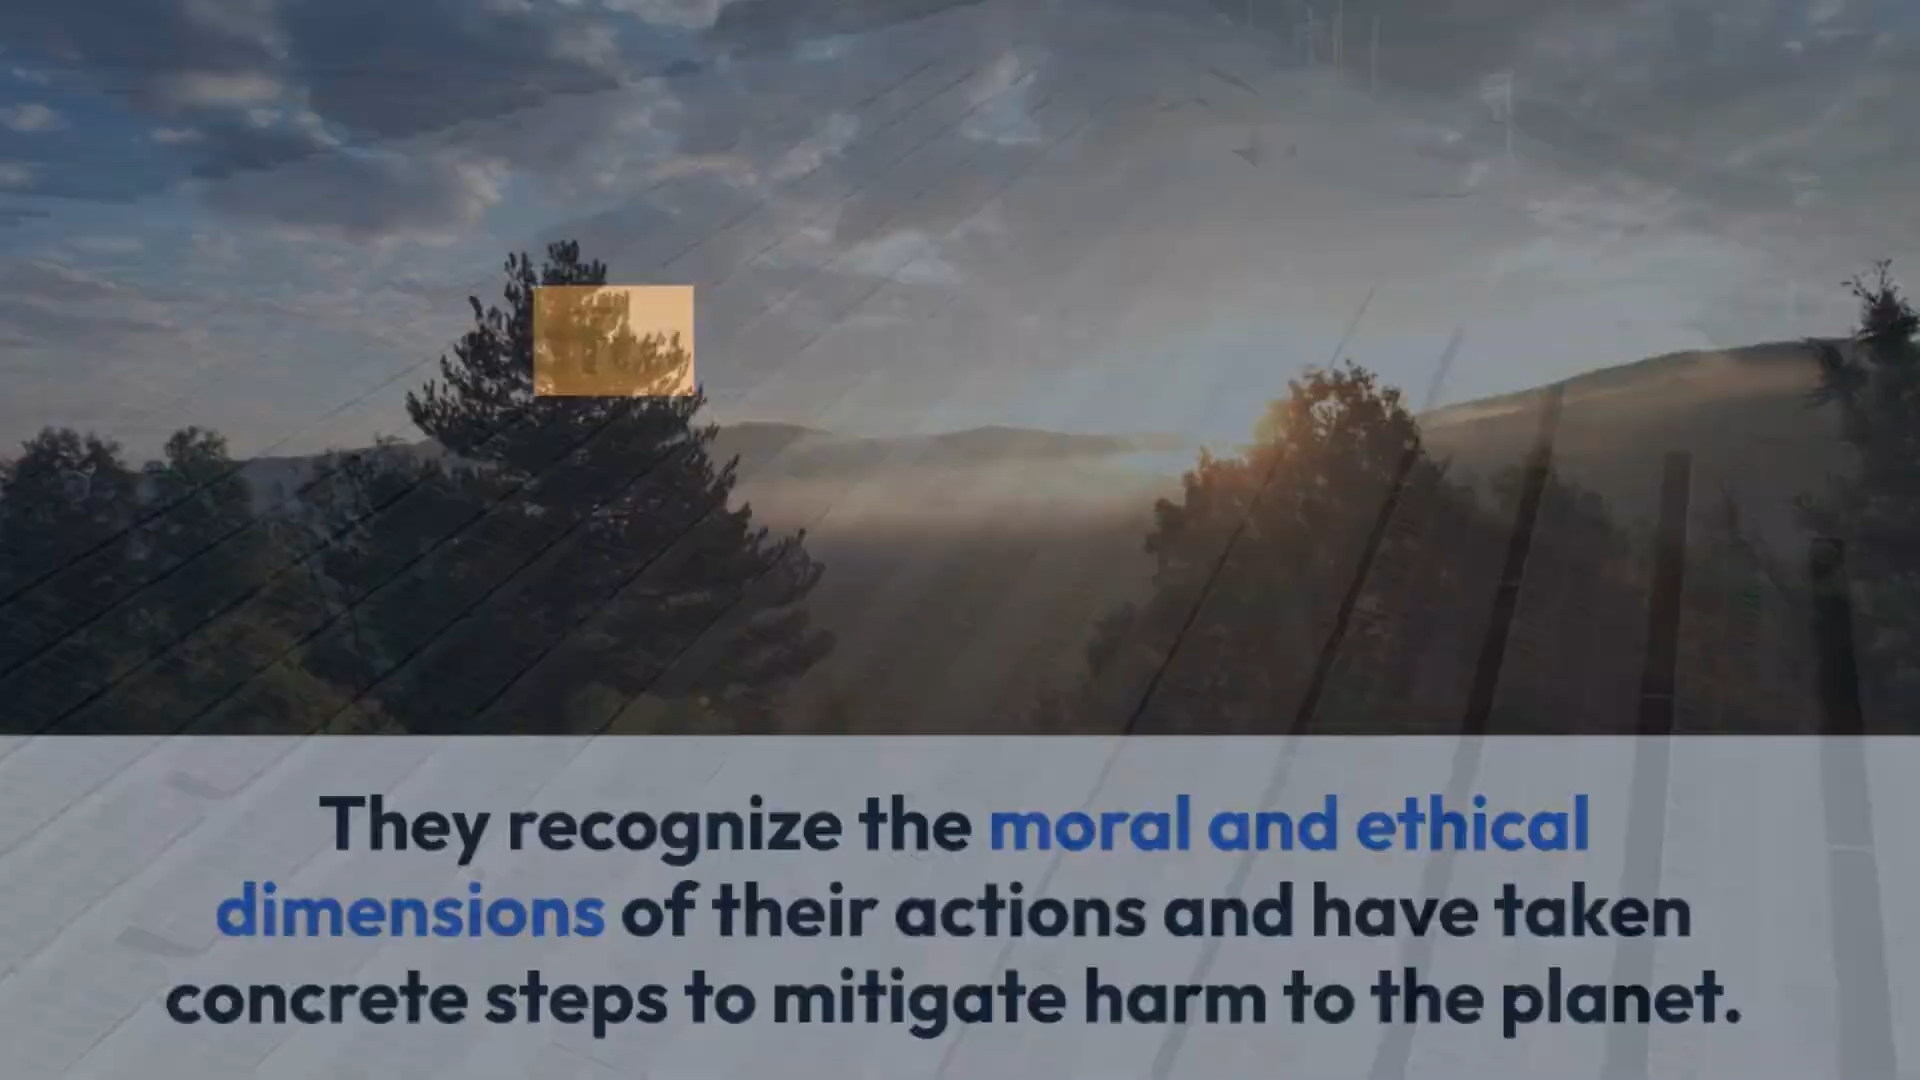 They recognize the moral and ethical
dimensions of their actions and have taken
concrete steps to mitigate harm to the planet.